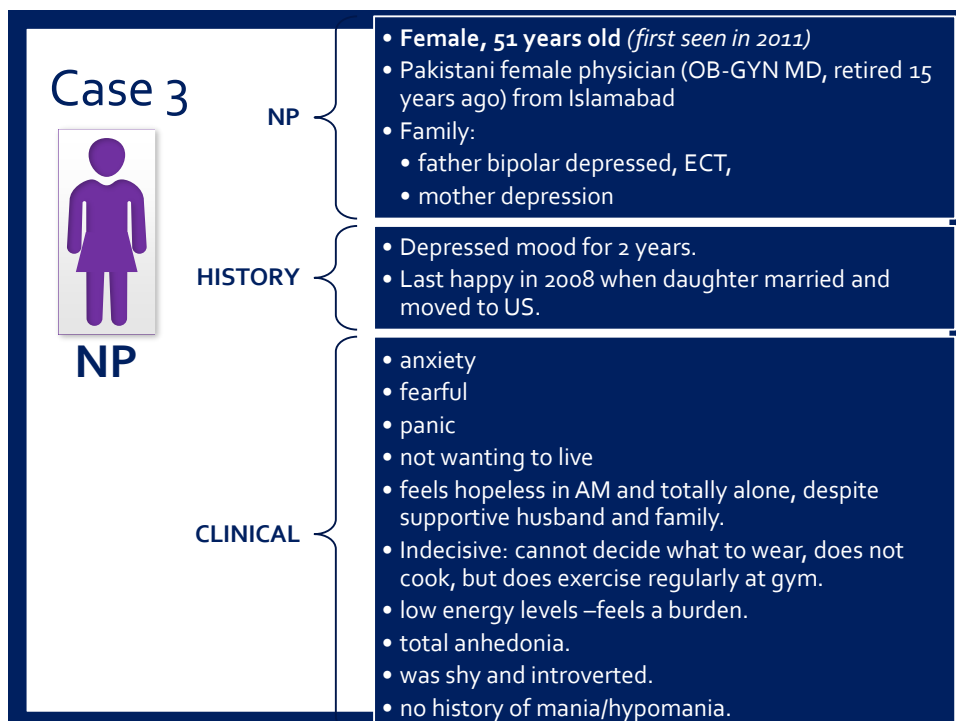 Case 3
NP
NP
• Female, 51 years old (first seen in 2011)
• Pakistani female physician (OB-GYN MD, retired 15
years ago) from Islamabad
• Family:
• father bipolar depressed, ECT,
• mother depression
HISTORY
• Depressed mood for 2 years.
• Last happy in 2008 when daughter married and
moved to US.
CLINICAL
• anxiety
• fearful
• panic
• not wanting to live
• feels hopeless in AM and totally alone, despite
supportive husband and family.
• Indecisive: cannot decide what to wear, does not
cook, but does exercise regularly at gym.
• low energy levels –feels a burden.
• total anhedonia.
• was shy and introverted.
• no history of mania/hypomania.